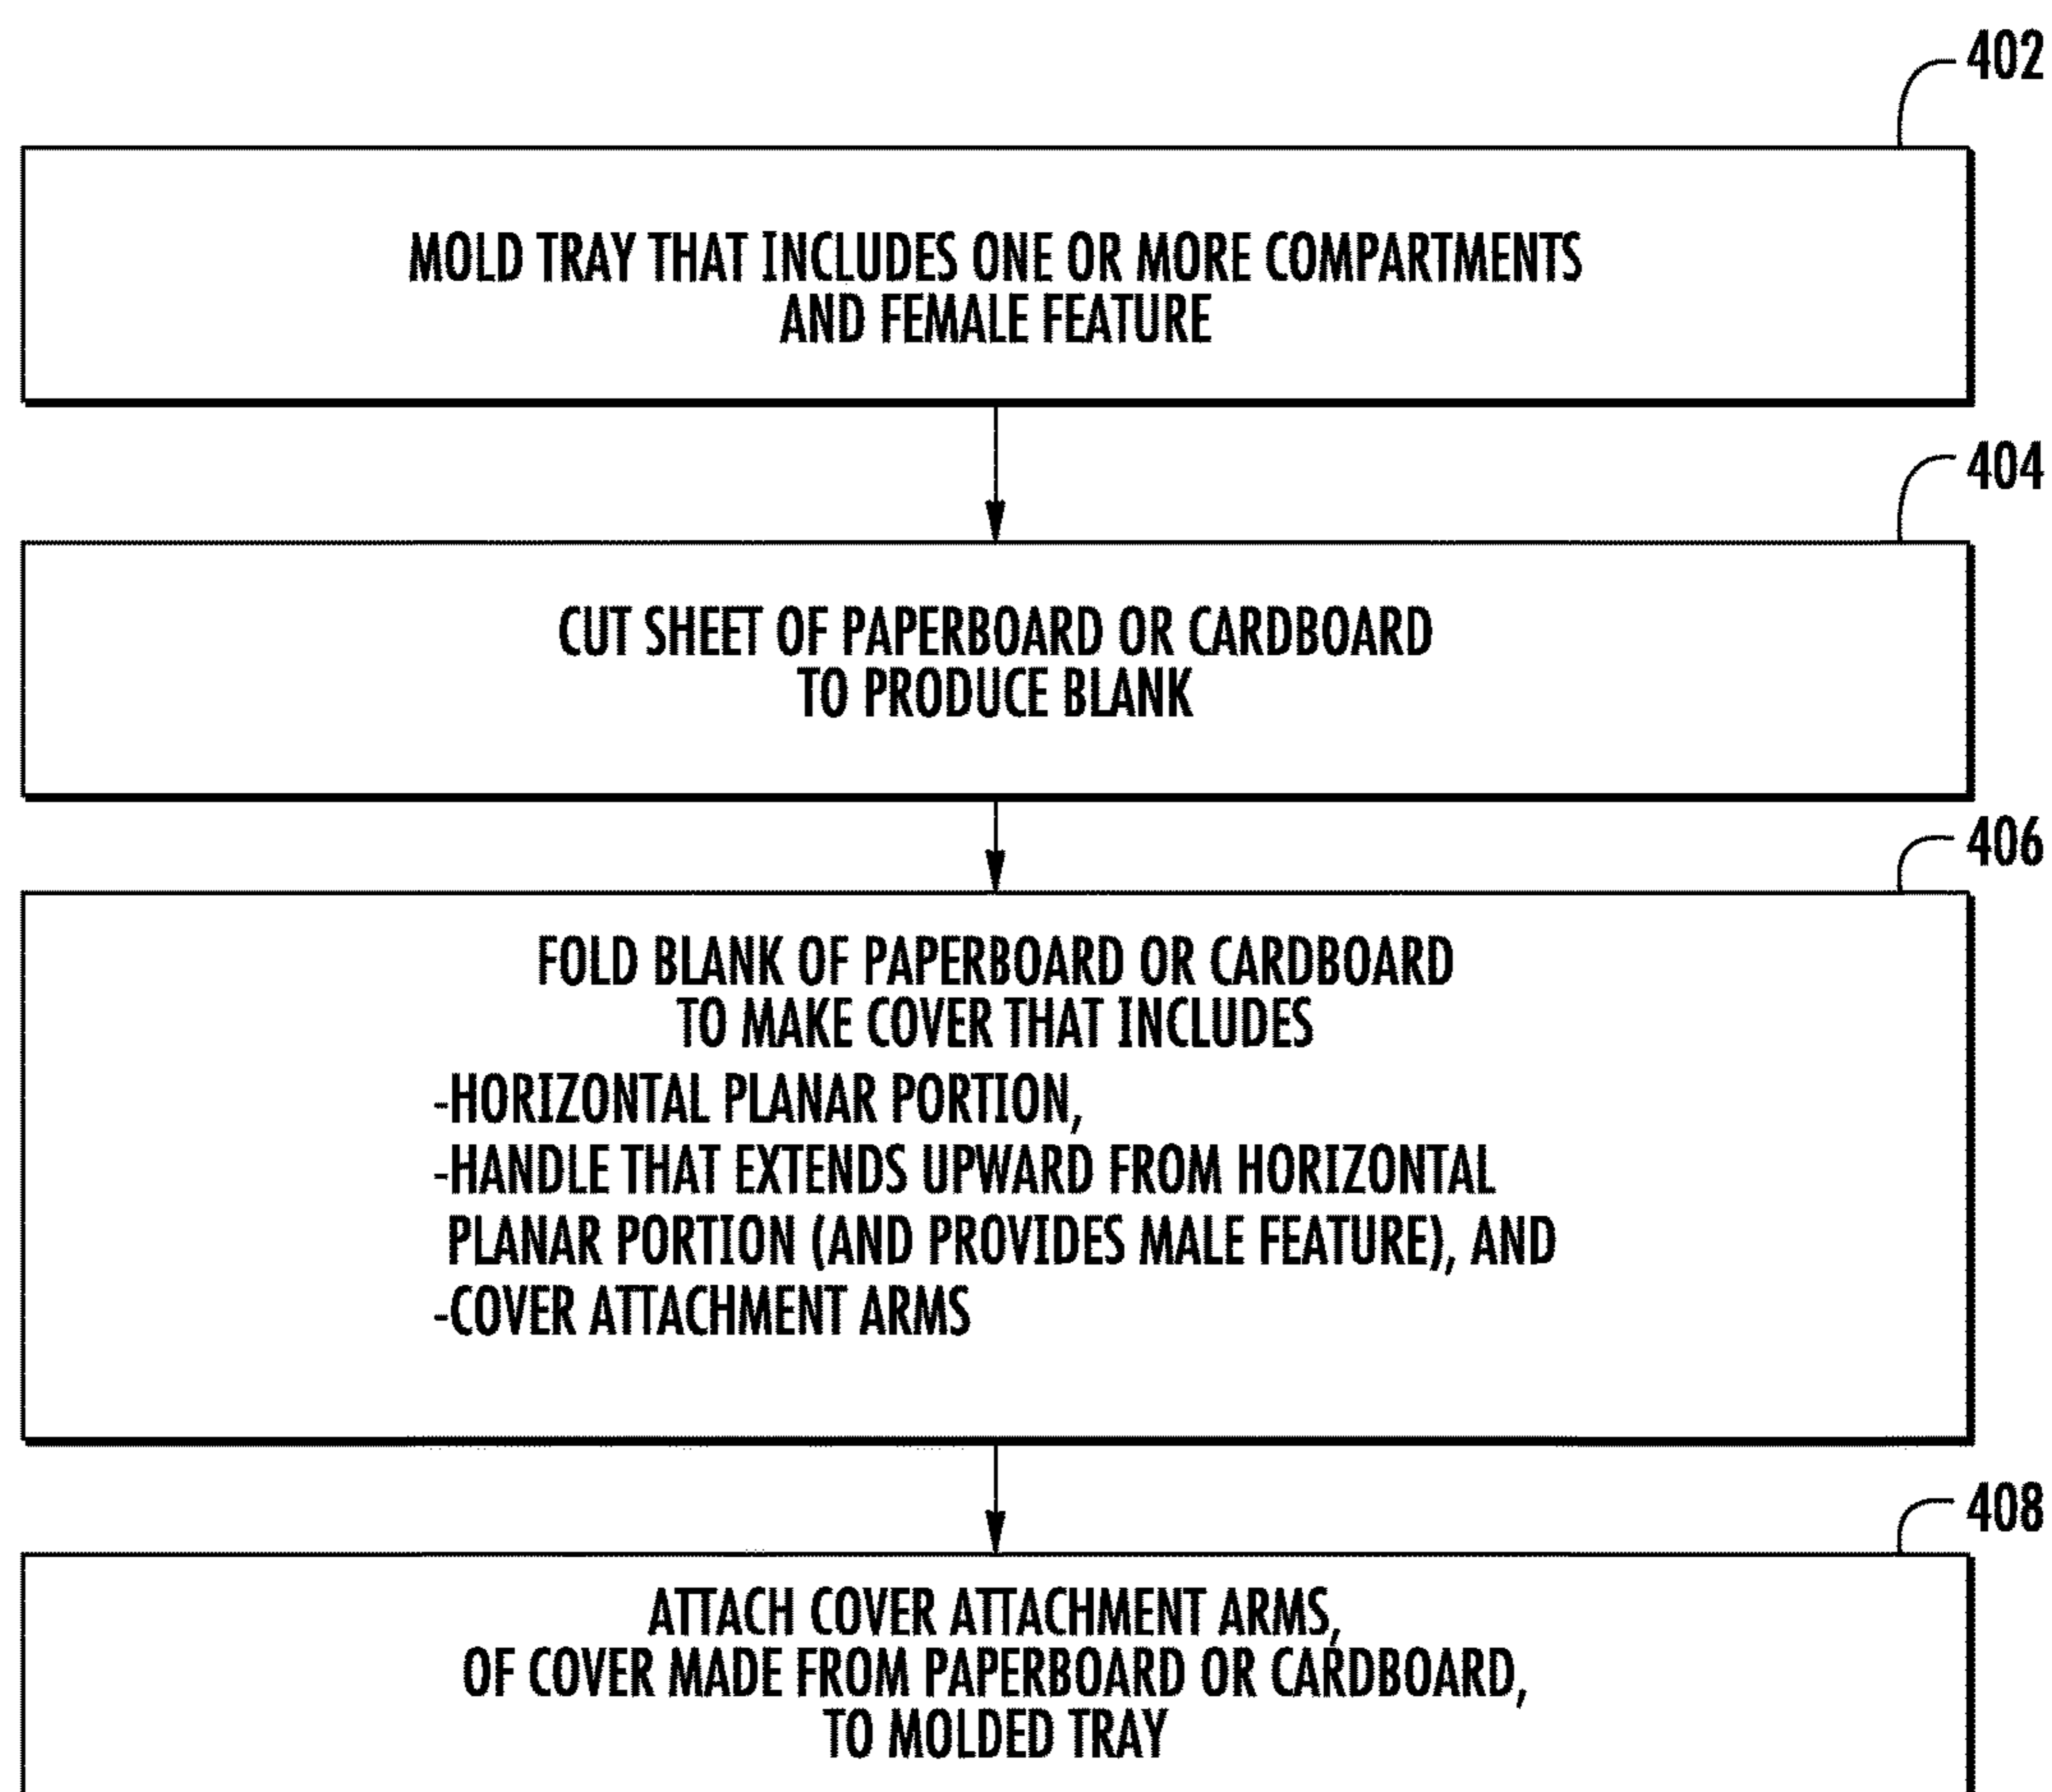 402
MOLD TRAY THAT INCLUDES ONE OR MORE COMPARTMENTS
AND FEMALE FEATURE
404
CUT SHEET OF PAPERBOARD OR CARDBOARD
TO PRODUCE BLANK
406
FOLD BLANK OF PAPERBOARD OR CARDBOARD
TO MAKE COVER THAT INCLUDES
-HORIZONTAL PLANAR PORTION,
-HANDLE THAT EXTENDS UPWARD FROM HORIZONTAL
PLANAR PORTION (AND PROVIDES MALE FEATURE), AND
-COVER ATTACHMENT ARMS
408
ATTACH COVER ATTACHMENT ARMS,
OF COVER MADE FROM PAPERBOARD OR CARDBOARD,
TO MOLDED TRAY